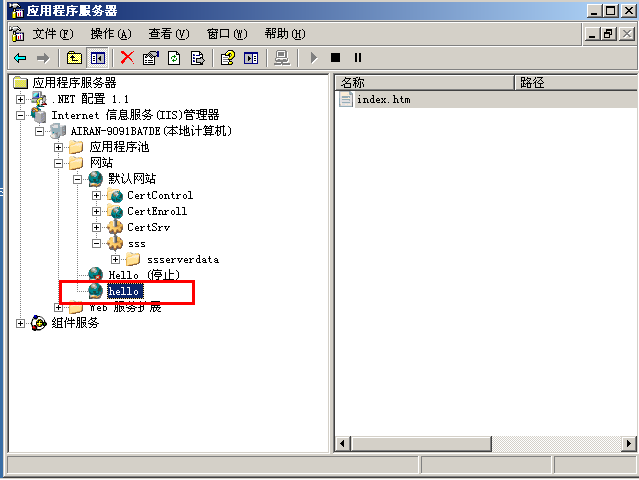 应用程序服务器
文件(F) 操作(A) 查看(V) 窗口(W) 帮助(H)
应用程序服务器
.NET 配置 1.1
Internet 信息服务(IIS)管理器
AIRAN-9091BA7DE(本地计算机)
应用程序池
网站
默认网站
CertControl
CertEnroll
CertSrv
sss
ssserverdata
Hello (停止)
hello
Web 服务扩展
组件服务
名称 路径
index.htm